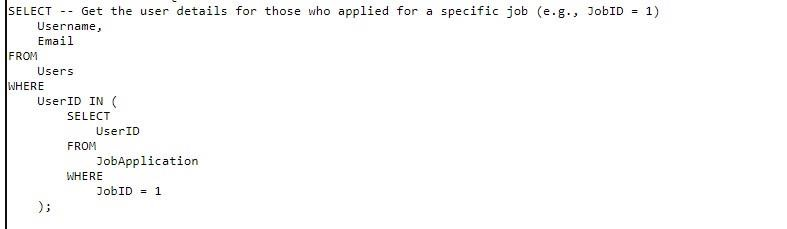 SELECT -- Get the user details for those who applied for a specific job (e.g., JobID = 1)
    Username,
    Email
FROM
    Users
WHERE
    UserID IN (
        SELECT
            UserID
        FROM
            JobApplication
        WHERE
            JobID = 1
    );